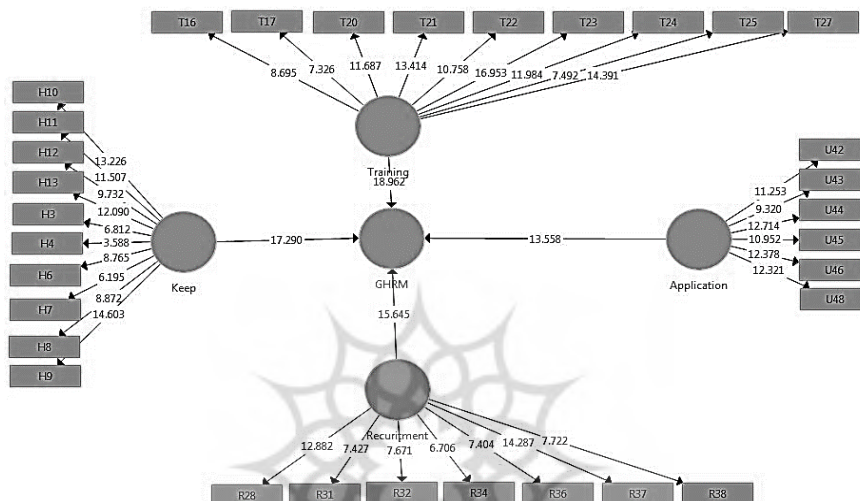 T16 T17 T20 T21 T22 T23 T24 T25 T27
8.695 7.326 11.687 13.414 10.758 16.953 11.984 7.492 14.391
Training
18.962
H10
H11
H12
H13
H3
H4
H6
H7
H8
H9
13.226
11.507
9.732
12.090
6.812
3.588
8.765
6.195
8.872
14.603
Keep
17.290
GHRM
13.558
Application
11.253
9.320
12.714
10.952
12.378
12.321
U42
U43
U44
U45
U46
U48
15.645
Recuritment
12.882 7.427 7.671 6.706 7.404 14.287 7.722
R28 R31 R32 R34 R36 R37 R38